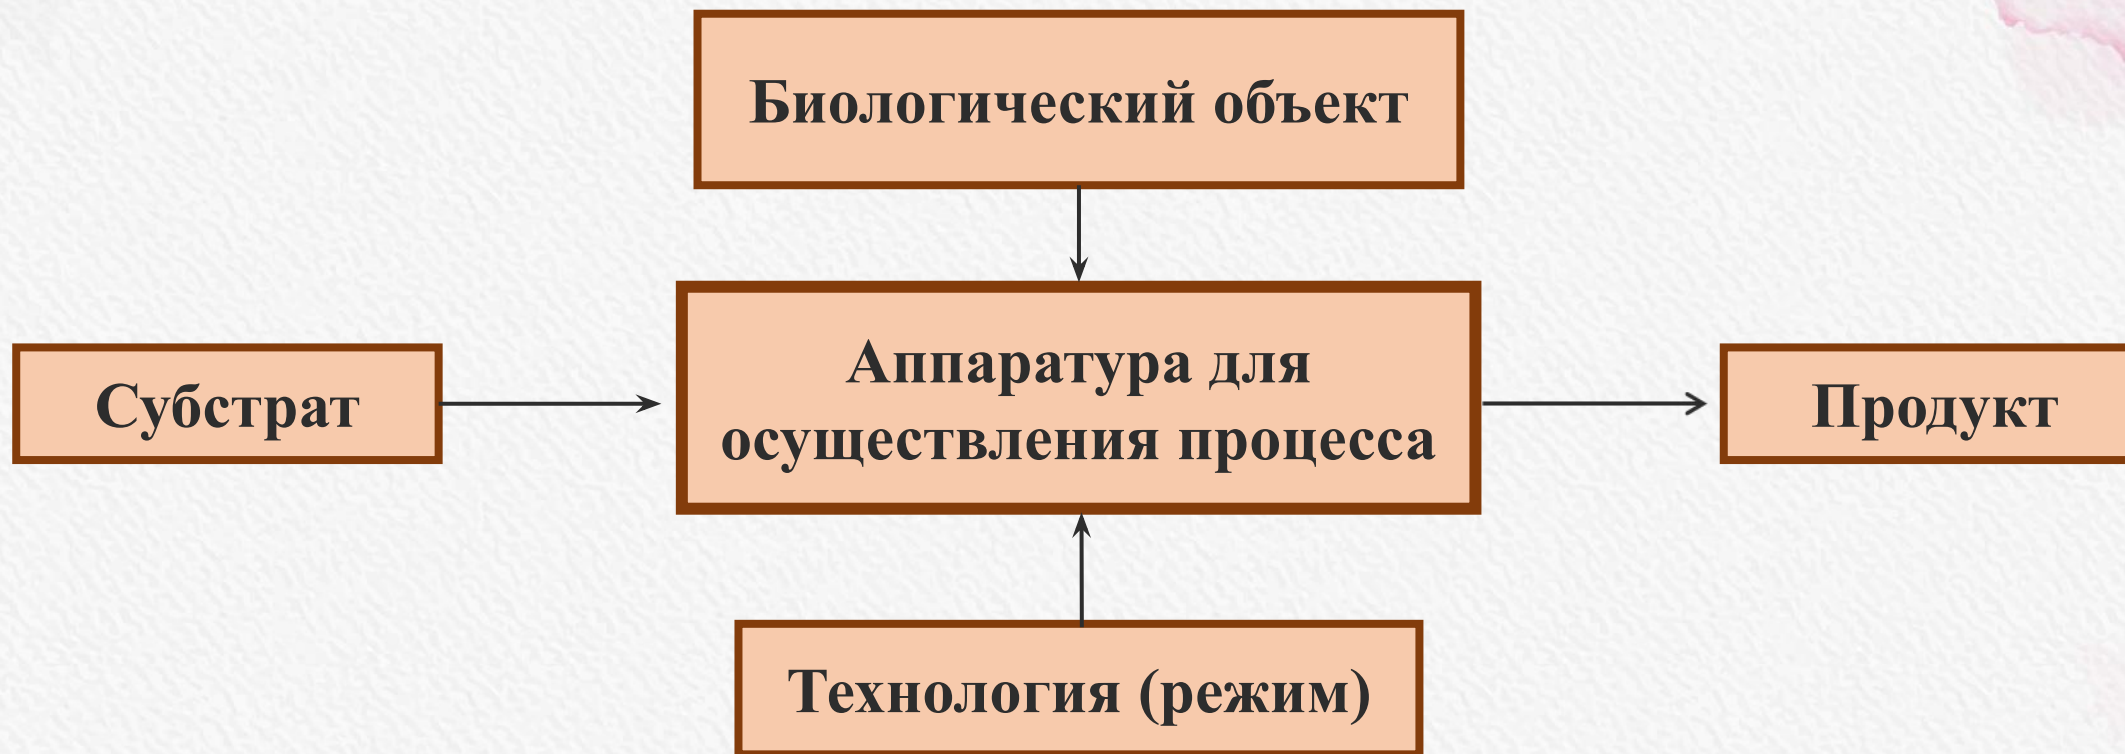 Биологический объект
Субстрат
Аппаратура для
осуществления процесса
Продукт
Технология (режим)